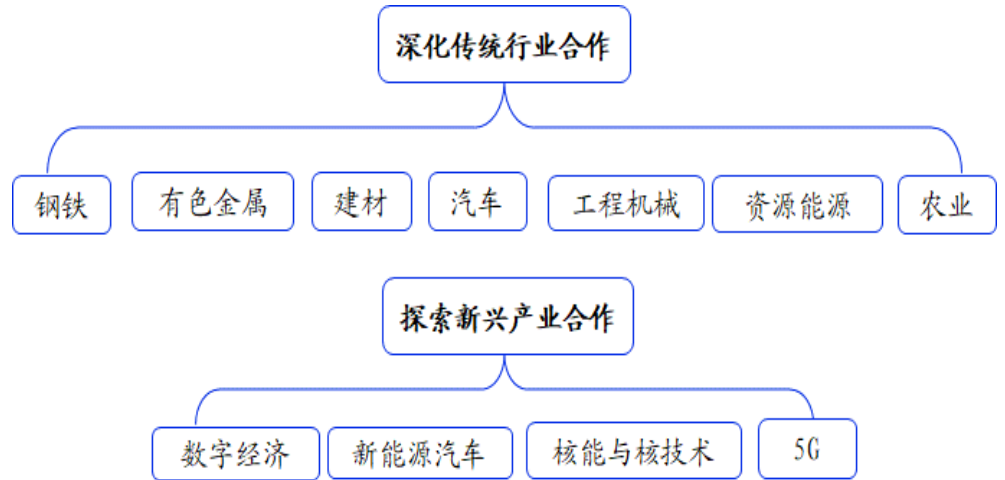 深化传统行业合作
钢铁
有色金属
建材
汽车
工程机械
资源能源
农业
探索新兴产业合作
数字经济
新能源汽车
核能与核技术
5G